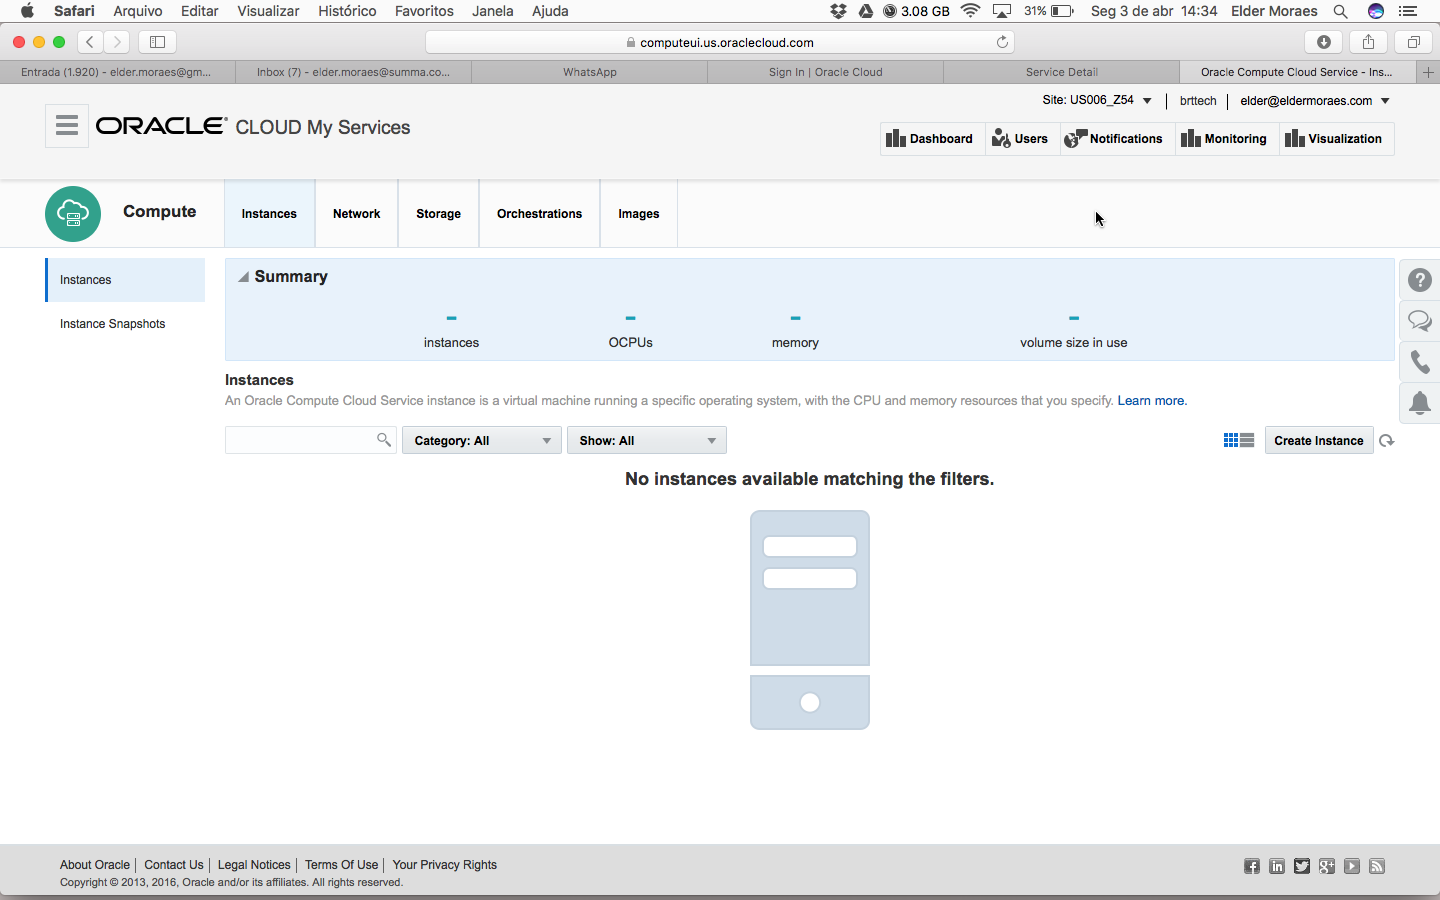 Safari Arquivo Editar Visualizar Histórico Favoritos Janela Ajuda 3.08 GB 31% Seg 3 de abr 14:34 Elder Moraes
computeui.us.oraclecloud.com
Entrada (1.920) - elder.moraes@gm... Inbox (7) - elder.moraes@summa.co... WhatsApp Sign In | Oracle Cloud Service Detail Oracle Compute Cloud Service - Ins...
Site: US006_Z54 brttech elder@eldermoraes.com
ORACLE CLOUD My Services
Dashboard Users Notifications Monitoring Visualization
Compute Instances Network Storage Orchestrations Images
Instances
Instance Snapshots
Summary
- - - -
instances OCPUs memory volume size in use
Instances
An Oracle Compute Cloud Service instance is a virtual machine running a specific operating system, with the CPU and memory resources that you specify. Learn more.
Category: All Show: All Create Instance
No instances available matching the filters.
About Oracle Contact Us Legal Notices Terms Of Use Your Privacy Rights
Copyright © 2013, 2016, Oracle and/or its affiliates. All rights reserved.